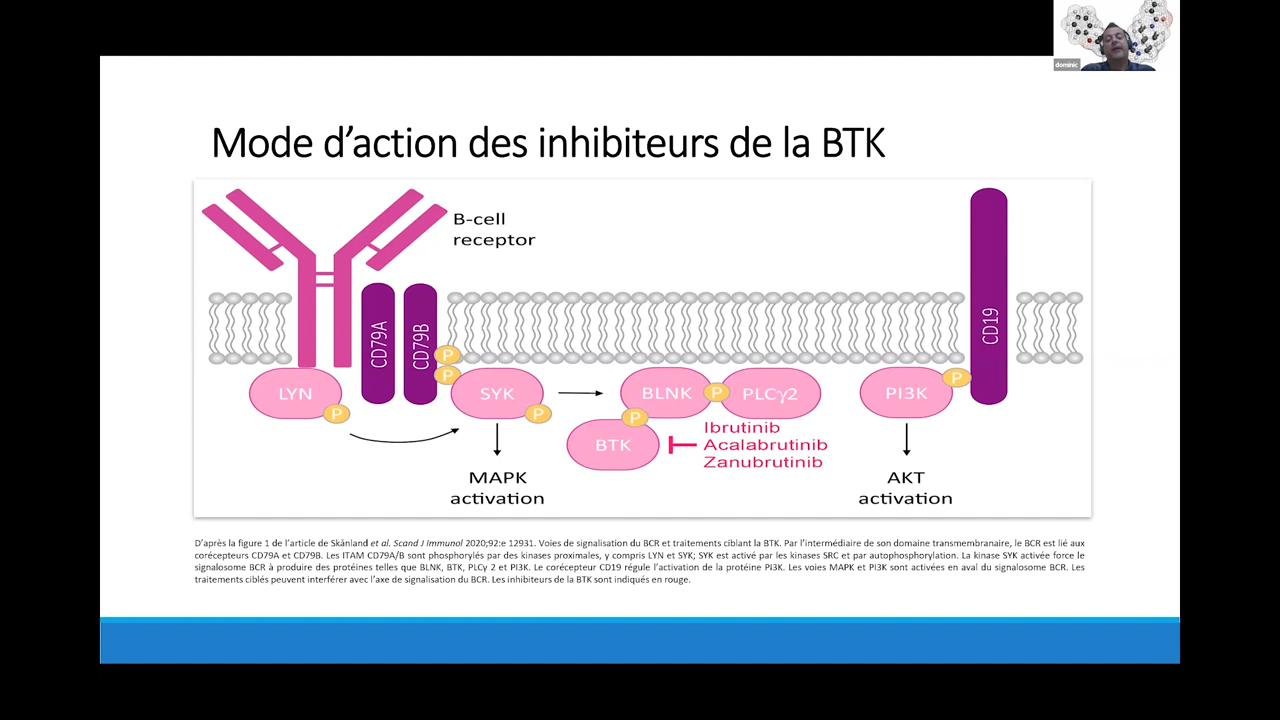 dominic
Mode d’action des inhibiteurs de la BTK
B-cell
receptor
CD79A
CD79B
CD19
P
P
LYN
P
SYK
P
BLNK
P
PLCγ2
P
BTK
PI3K
P
Ibrutinib
Acalabrutinib
Zanubrutinib
MAPK
activation
AKT
activation
D’après la figure 1 de l’article de Skånland et al. Scand J Immunol 2020;92:e 12931. Voies de signalisation du BCR et traitements ciblant la BTK. Par l’intermédiaire de son domaine transmembranaire, le BCR est lié aux
corécepteurs CD79A et CD79B. Les ITAM CD79A/B sont phosphorylés par des kinases proximales, y compris LYN et SYK; SYK est activé par les kinases SRC et par autophosphorylation. La kinase SYK activée force le
signalosome BCR à produire des protéines telles que BLNK, BTK, PLCγ 2 et PI3K. Le corécepteur CD19 régule l’activation de la protéine PI3K. Les voies MAPK et PI3K sont activées en aval du signalosome BCR. Les
traitements ciblés peuvent interférer avec l’axe de signalisation du BCR. Les inhibiteurs de la BTK sont indiqués en rouge.